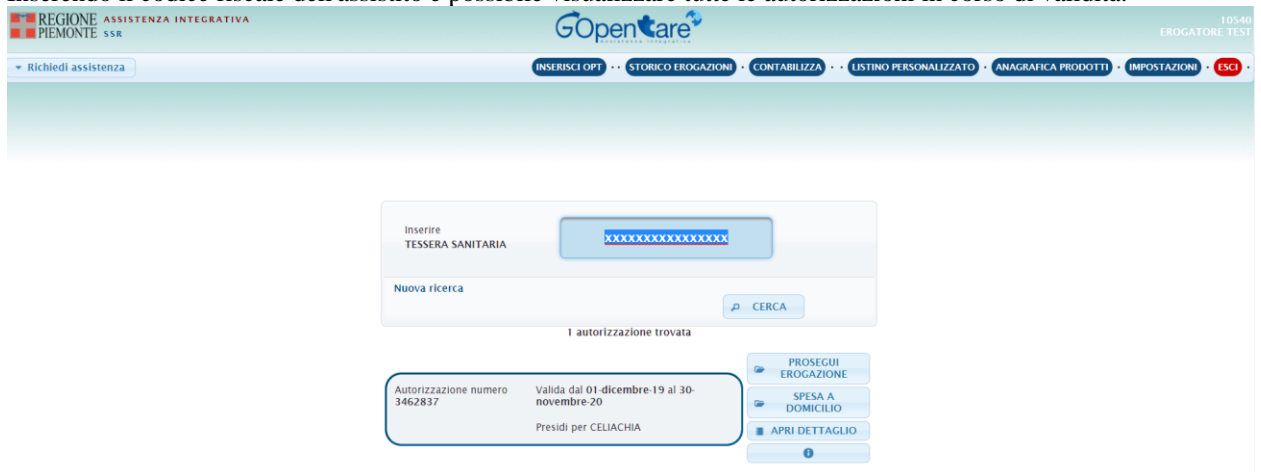 Inserendo il codice fiscale dell'assistito è possibile visualizzare tutte le autorizzazioni in corso di validità.
REGIONE ASSISTENZA INTEGRATIVA
PIEMONTE SSR
GOpenCare
Assistenza Integrativa
10540
EROGATORE TEST
Richiedi assistenza
INSERISCI OPT · · STORICO EROGAZIONI · CONTABILIZZA · · LISTINO PERSONALIZZATO · ANAGRAFICA PRODOTTI · IMPOSTAZIONI · ESCI ·
Inserire
TESSERA SANITARIA
XXXXXXXXXXXXXXXX
Nuova ricerca
CERCA
1 autorizzazione trovata
Autorizzazione numero
3462837
Valida dal 01-dicembre-19 al 30-
novembre-20
Presidi per CELIACHIA
PROSEGUI
EROGAZIONE
SPESA A
DOMICILIO
APRI DETTAGLIO